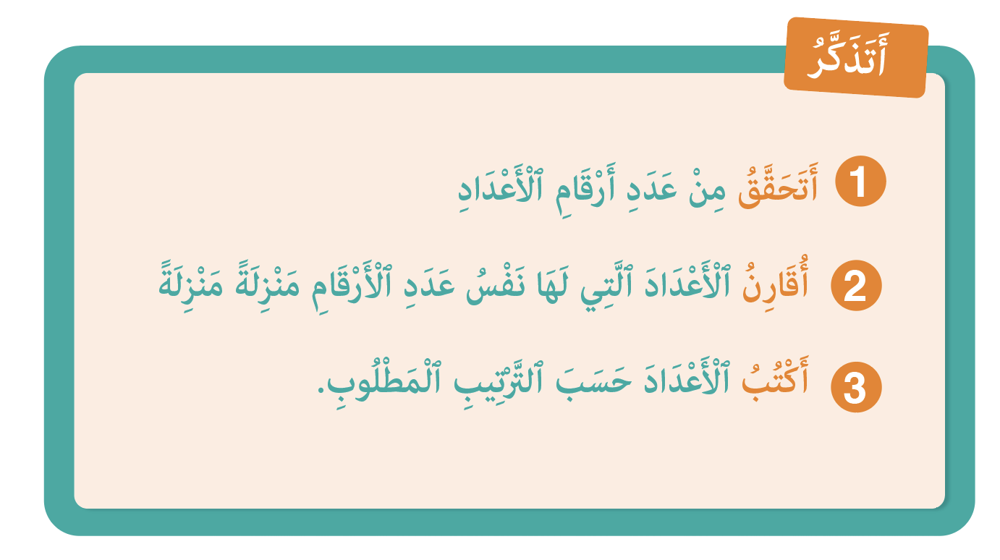 أَتَذَكَّرُ
1 أَتَحَقَّقُ مِنْ عَدَدِ أَرْقَامِ ٱلْأَعْدَادِ
2 أُقَارِنُ ٱلْأَعْدَادَ ٱلَّتِي لَهَا نَفْسُ عَدَدِ ٱلْأَرْقَامِ مَنْزِلَةً مَنْزِلَةً
3 أَكْتُبُ ٱلْأَعْدَادَ حَسَبَ ٱلتَّرْتِيبِ ٱلْمَطْلُوبِ.